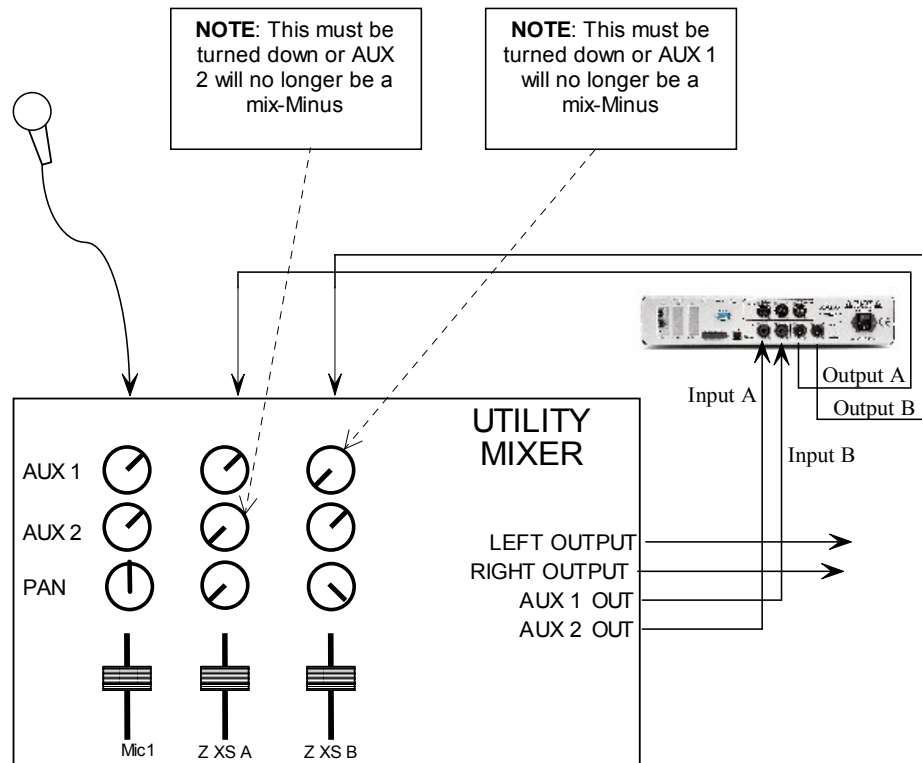 NOTE: This must be
turned down or AUX
2 will no longer be a
mix-Minus
NOTE: This must be
turned down or AUX 1
will no longer be a
mix-Minus
Output A
Input A
Output B
UTILITY
MIXER
Input B
AUX 1
AUX 2
PAN
LEFT OUTPUT
RIGHT OUTPUT
AUX 1 OUT
AUX 2 OUT
Mic1
Z XS A
Z XS B